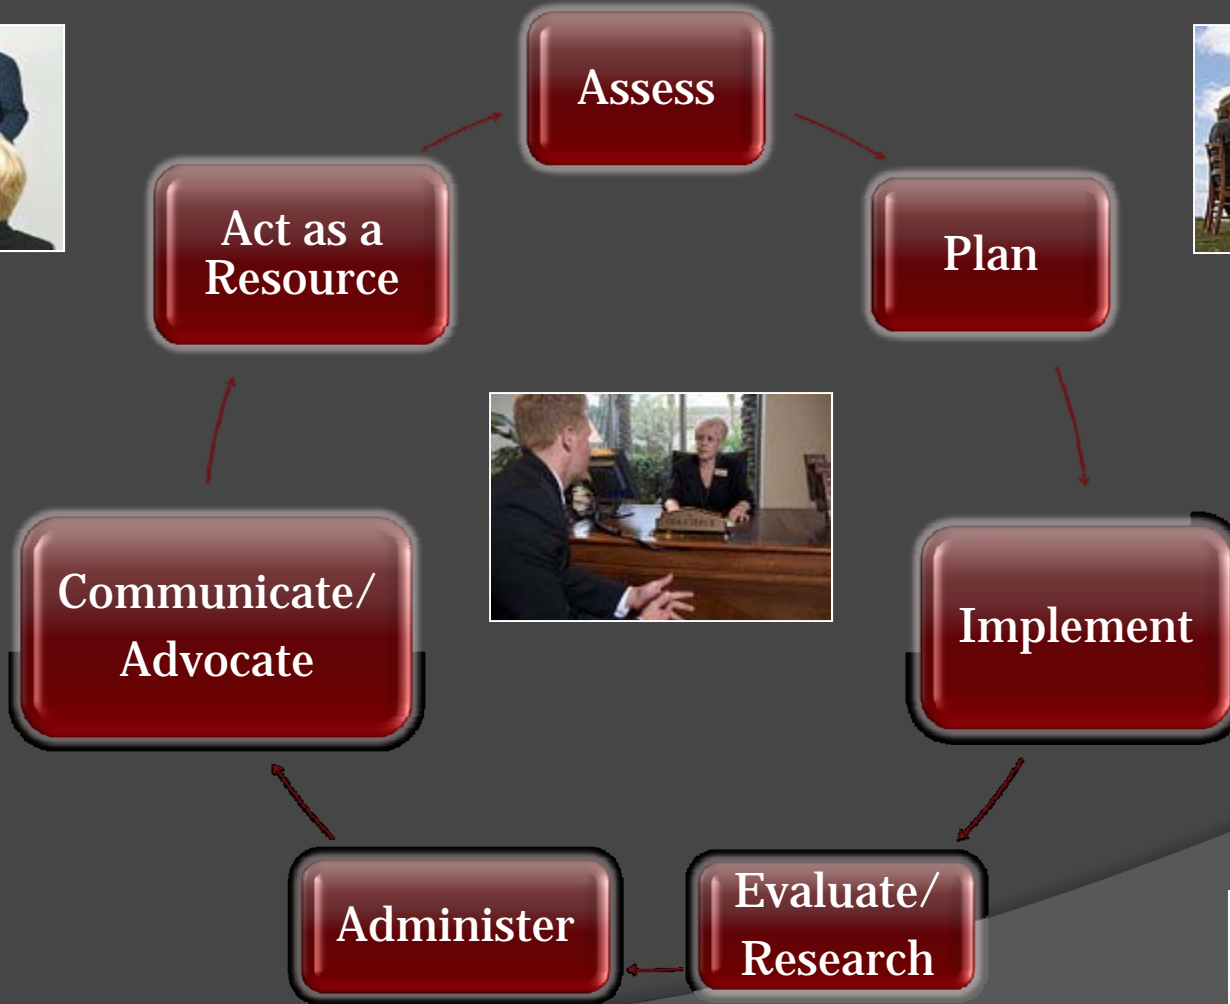 Assess
Plan
Implement
Evaluate/
Research
Administer
Communicate/
Advocate
Act as a
Resource